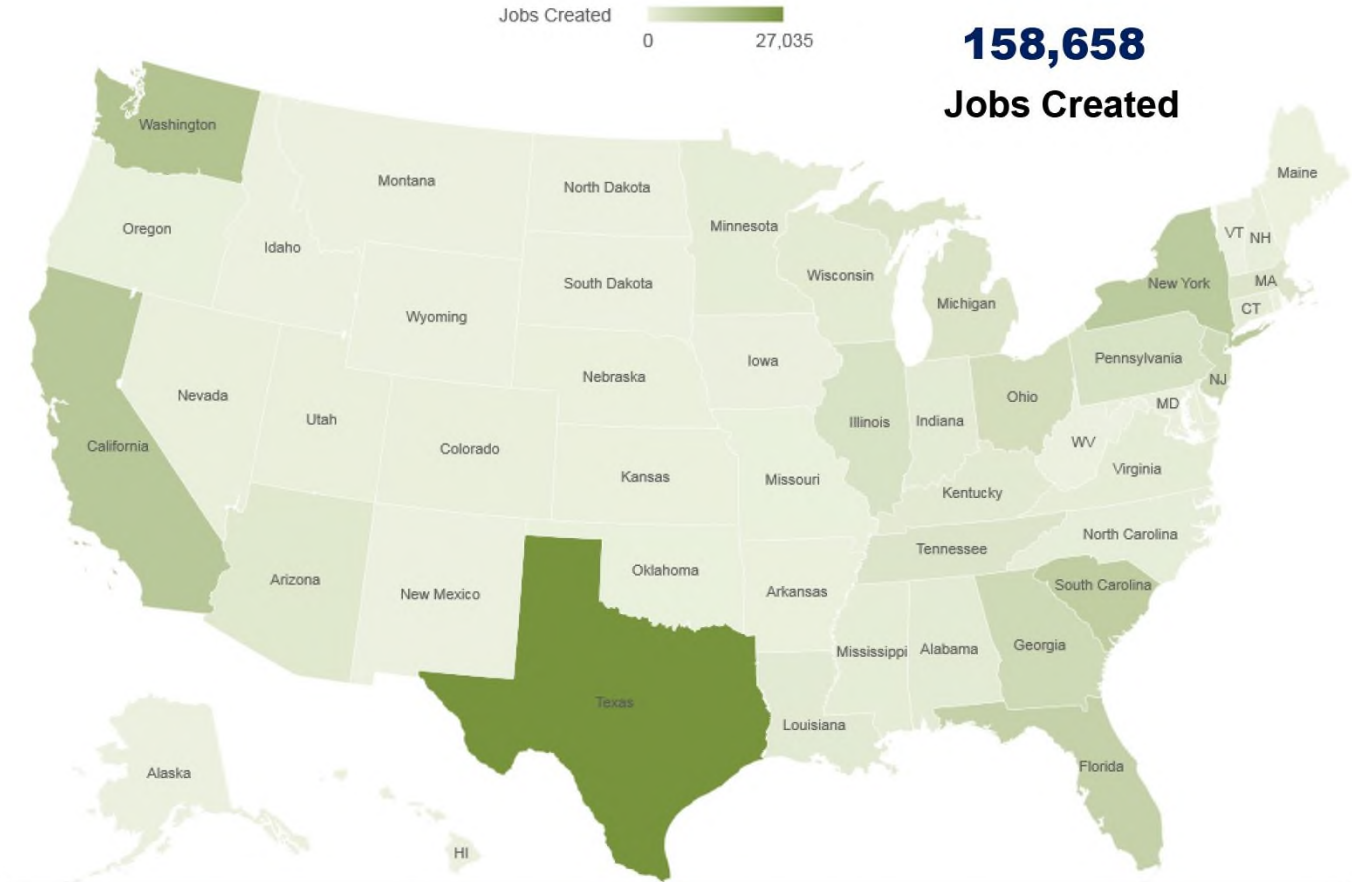 Jobs Created
0
27,035
158,658
Jobs Created
Washington
Maine
Montana
North Dakota
Oregon
Minnesota
VT
NH
Idaho
Wisconsin
South Dakota
New York
MA
Michigan
CT
Wyoming
Iowa
Pennsylvania
Nebraska
NJ
Nevada
Ohio
MD
Utah
Illinois
Indiana
California
Colorado
WV
Virginia
Kansas
Missouri
Kentucky
North Carolina
Tennessee
Oklahoma
Arizona
South Carolina
New Mexico
Arkansas
Georgia
Mississippi
Alabama
Texas
Louisiana
Florida
Alaska
HI